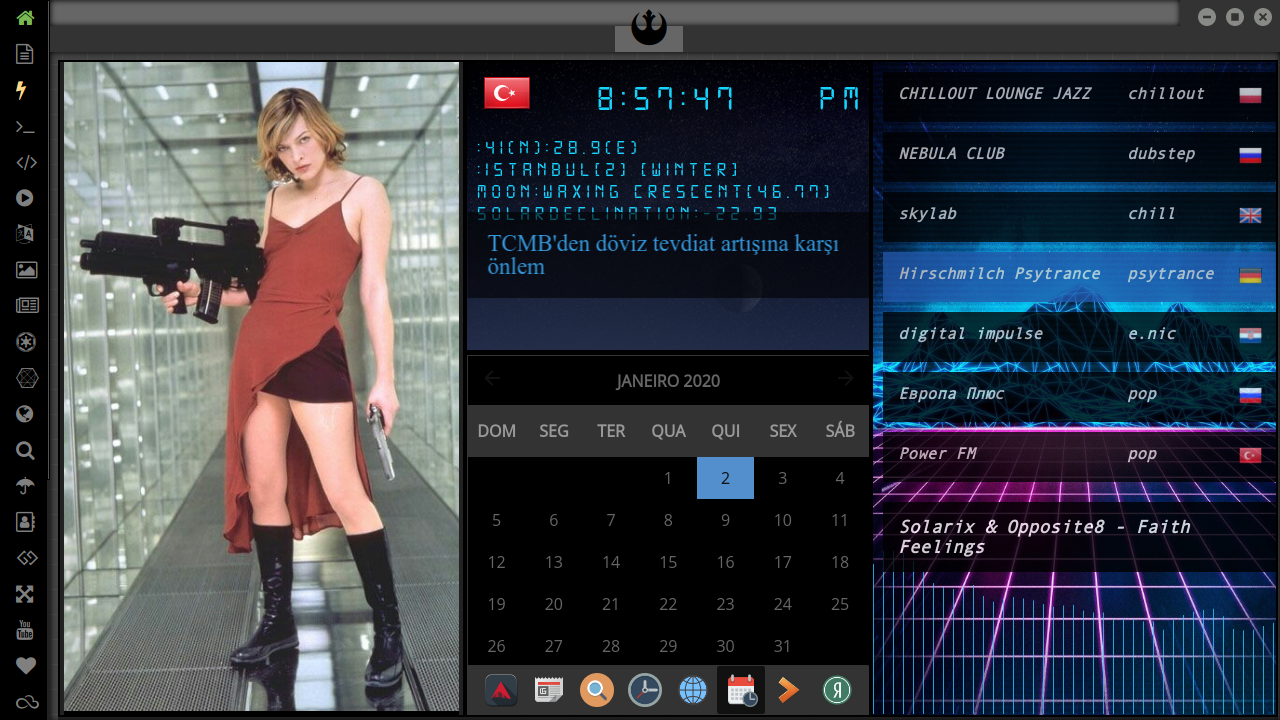 8:57:47 PM
:41(N):28.9(E)
:ISTANBUL(2) (WINTER)
MOON:WAXING CRESCENT(46.77)
SOLARDECLINATION:-22.93
TCMB'den döviz tevdiat artışına karşı
önlem
JANEIRO 2020
DOM SEG TER QUA QUI SEX SÁB
1 2 3 4
5 6 7 8 9 10 11
12 13 14 15 16 17 18
19 20 21 22 23 24 25
26 27 28 29 30 31
CHILLOUT LOUNGE JAZZ chillout
NEBULA CLUB dubstep
skylab chill
Hirschmilch Psytrance psytrance
digital impulse e.nic
Европа Плюс pop
Power FM pop
Solarix & Opposite8 - Faith
Feelings
You
Tube